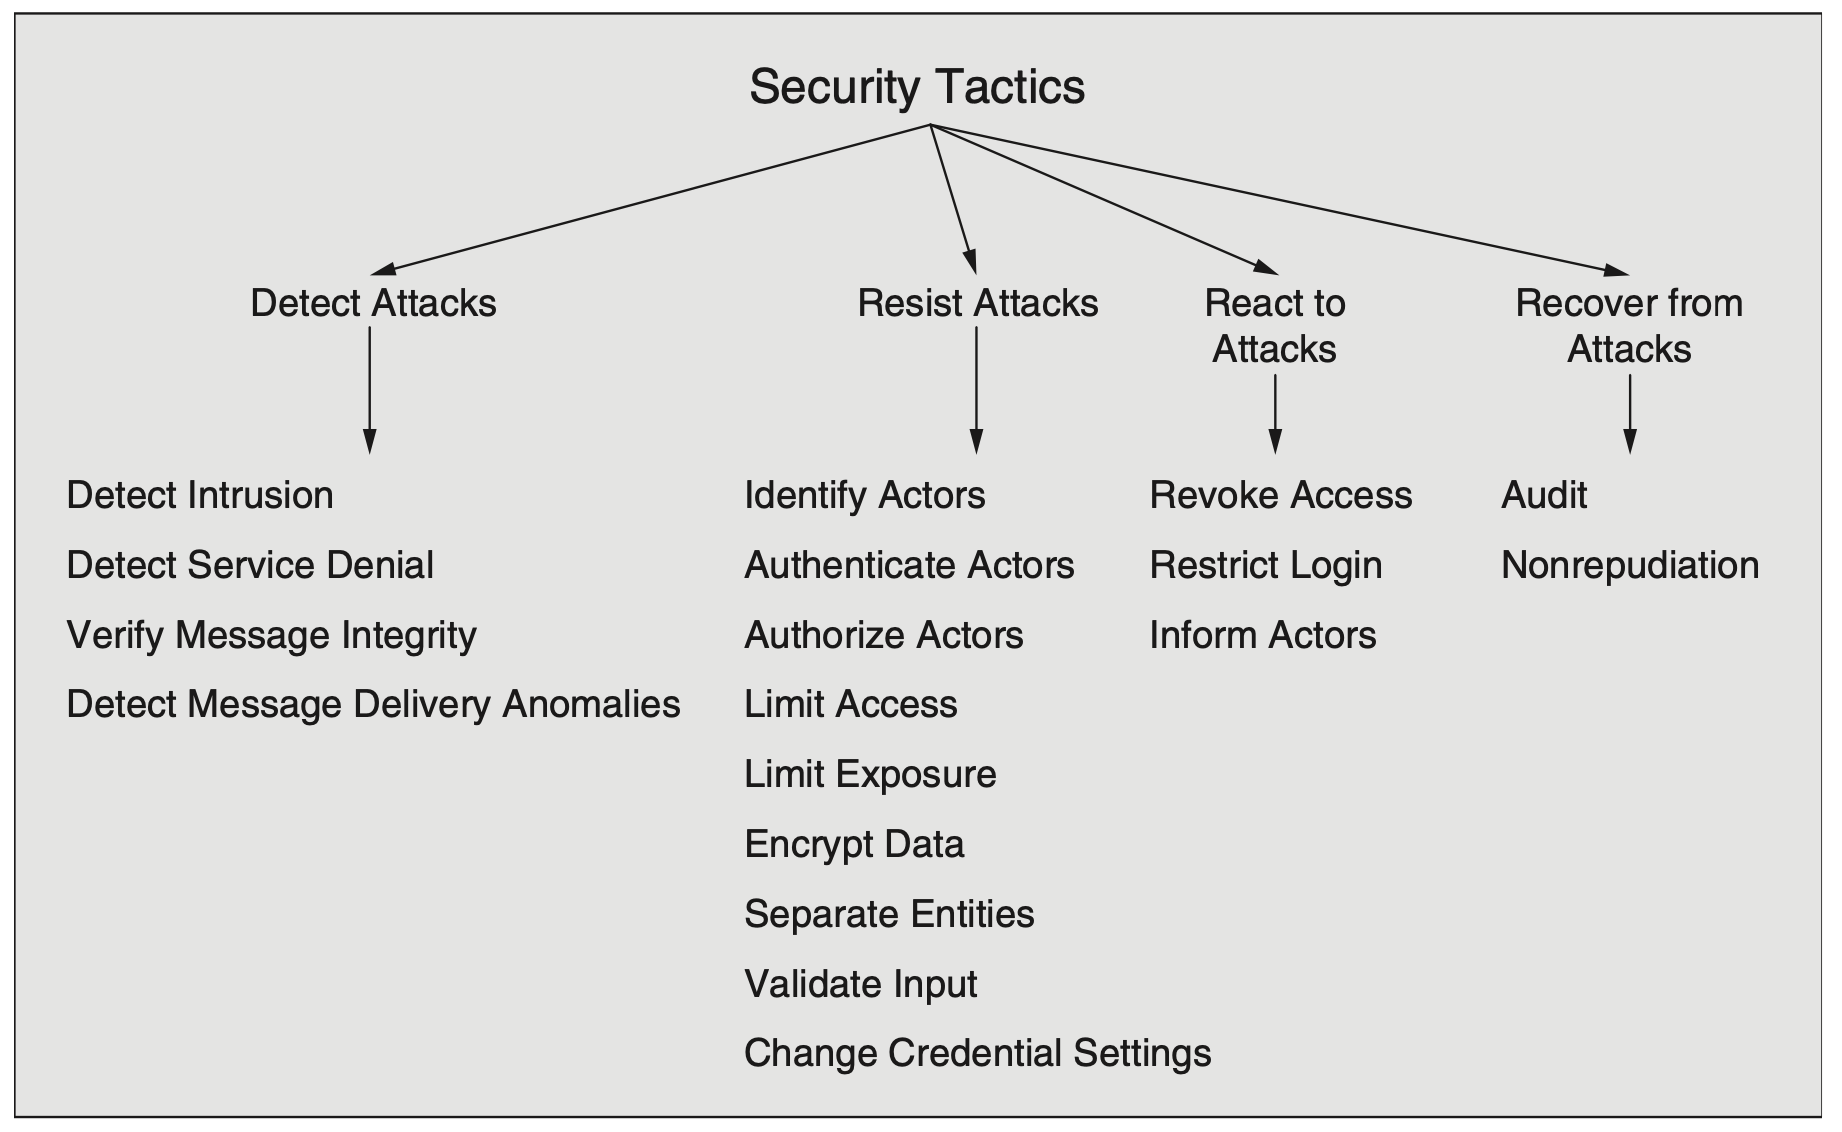 Security Tactics
Detect Attacks
Resist Attacks
React to
Attacks
Recover from
Attacks
Detect Intrusion
Detect Service Denial
Verify Message Integrity
Detect Message Delivery Anomalies
Identify Actors
Authenticate Actors
Authorize Actors
Limit Access
Limit Exposure
Encrypt Data
Separate Entities
Validate Input
Change Credential Settings
Revoke Access
Restrict Login
Inform Actors
Audit
Nonrepudiation